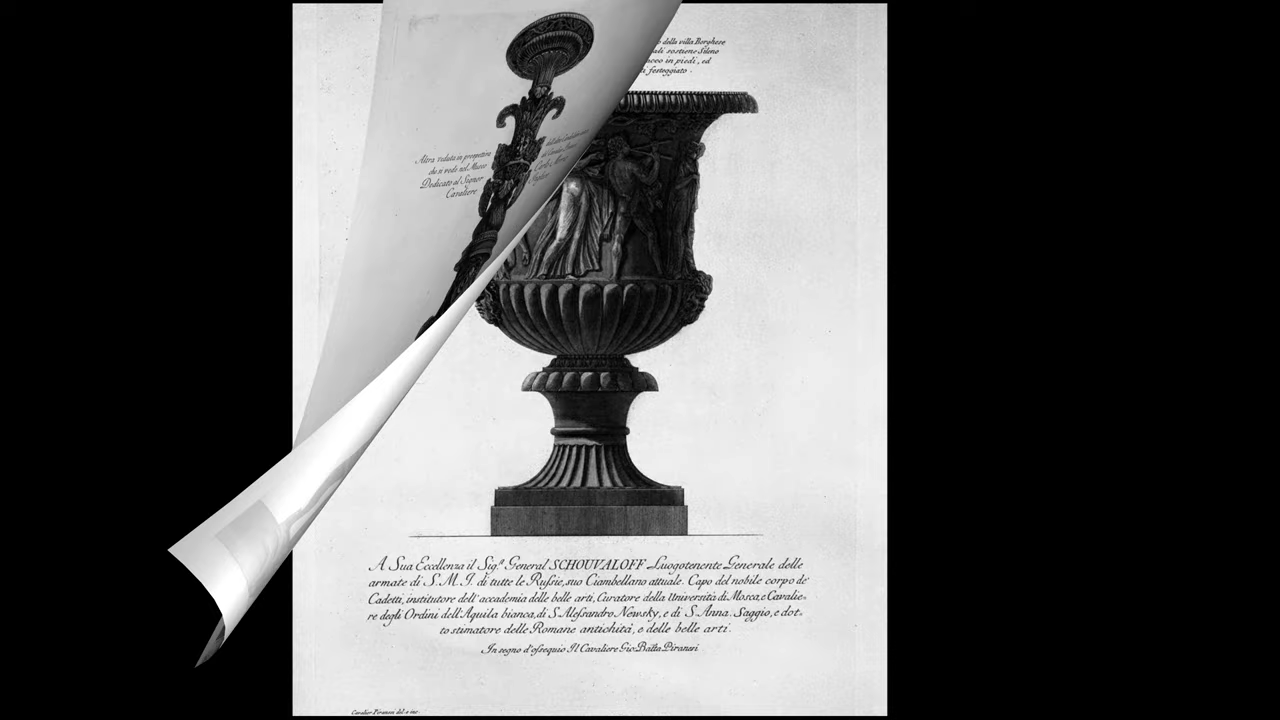 della villa Borghese
sostiene Sileno
in piedi, ed
festeggiato.
Altra veduta in prospettiva
che si vede nel Museo
Dedicato al Signor
Cavaliere
A Sua Eccellenza il Sig.r General SCHOUVALOFF Luogotenente Generale delle
armate di S. M. I. di tutte le Russie, suo Ciambellano attuale. Capo del nobile corpo de'
Cadetti, institutore dell'accademia delle belle arti, Curatore della Università di Mosca, e Cavalie=
re degli Ordini dell'Aquila bianca, di S. Alessandro Newsky, e di S. Anna. Saggio, e dot=
to stimatore delle Romane antichità, e delle belle arti.
In segno d'ossequio Il Cavaliere Gio. Batta Piranesi
Cavalier Piranesi del. e inc.